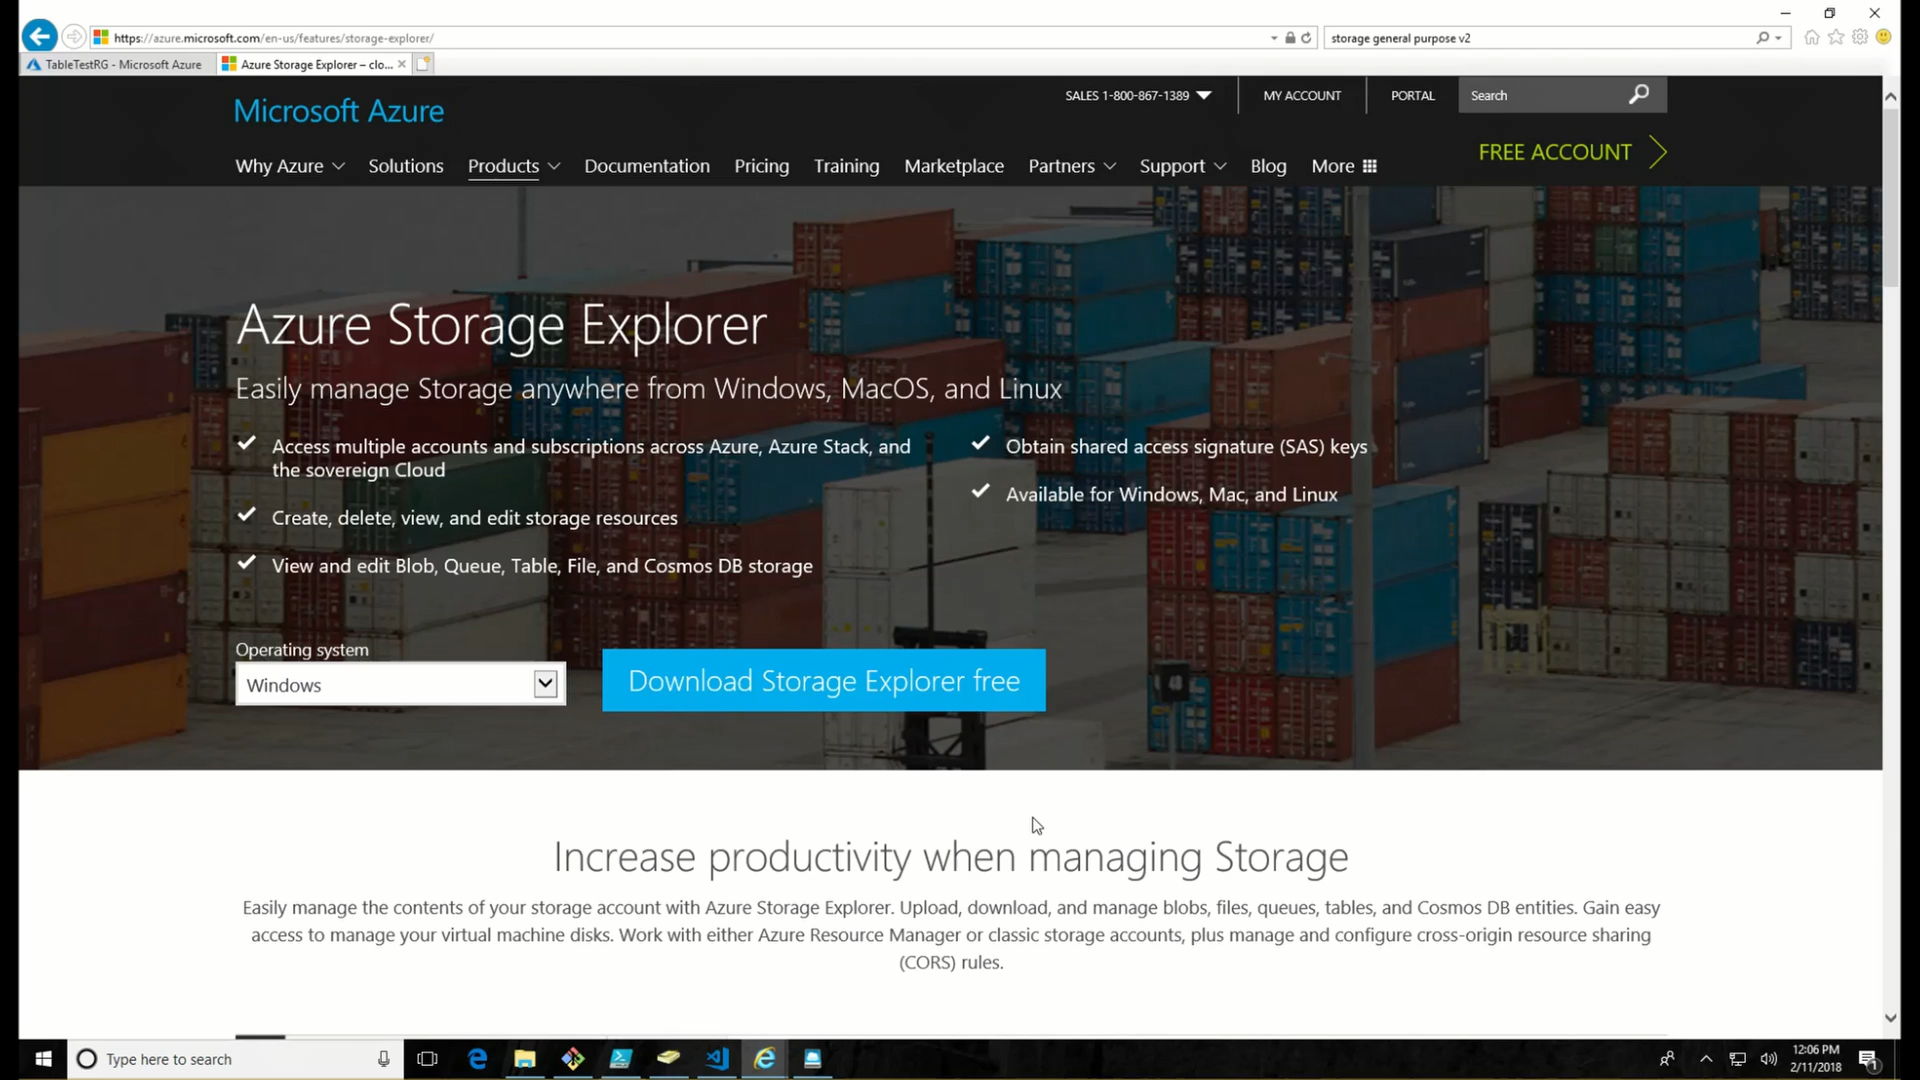 https://azure.microsoft.com/en-us/features/storage-explorer/
storage general purpose v2
TableTestRG - Microsoft Azure
Azure Storage Explorer – clo...
SALES 1-800-867-1389
MY ACCOUNT
PORTAL
Search
Microsoft Azure
FREE ACCOUNT
Why Azure
Solutions
Products
Documentation
Pricing
Training
Marketplace
Partners
Support
Blog
More
Azure Storage Explorer
Easily manage Storage anywhere from Windows, MacOS, and Linux
Access multiple accounts and subscriptions across Azure, Azure Stack, and
the sovereign Cloud
Create, delete, view, and edit storage resources
View and edit Blob, Queue, Table, File, and Cosmos DB storage
Obtain shared access signature (SAS) keys
Available for Windows, Mac, and Linux
Operating system
Windows
Download Storage Explorer free
Increase productivity when managing Storage
Easily manage the contents of your storage account with Azure Storage Explorer. Upload, download, and manage blobs, files, queues, tables, and Cosmos DB entities. Gain easy
access to manage your virtual machine disks. Work with either Azure Resource Manager or classic storage accounts, plus manage and configure cross-origin resource sharing
(CORS) rules.
Type here to search
12:06 PM
2/11/2018
1